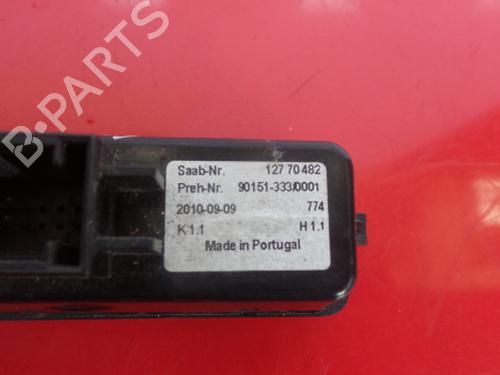 B-PARTS
Saab-Nr. 12 770 482
Preh-Nr. 90151-333/0001
2010-09-09 774
K 1.1 H 1.1
Made in Portugal